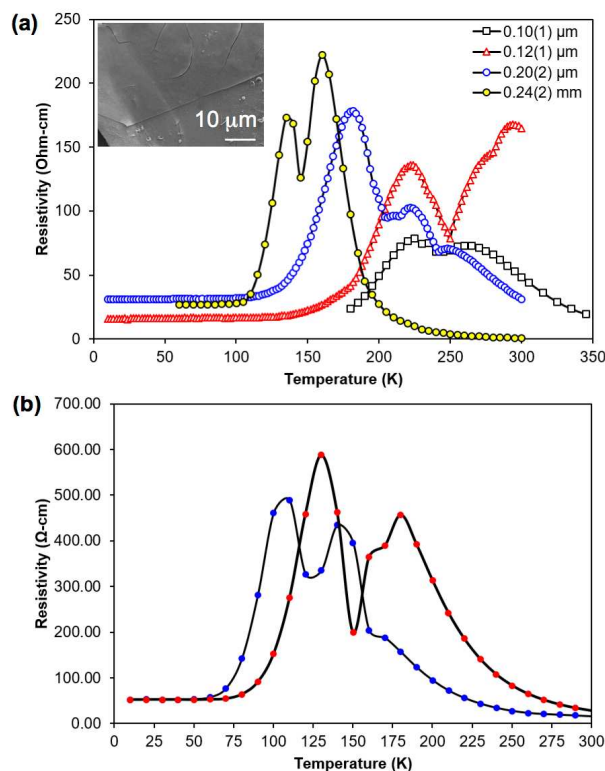 (a)
300
250
200
150
100
50
0
Resistivity (Ohm-cm)
10 μm
0.10(1) μm
0.12(1) μm
0.20(2) μm
0.24(2) mm
0 50 100 150 200 250 300 350
Temperature (K)
(b)
700.00
600.00
500.00
400.00
300.00
200.00
100.00
0.00
Resistivity (Ω-cm)
0 25 50 75 100 125 150 175 200 225 250 275 300
Temperature (K)